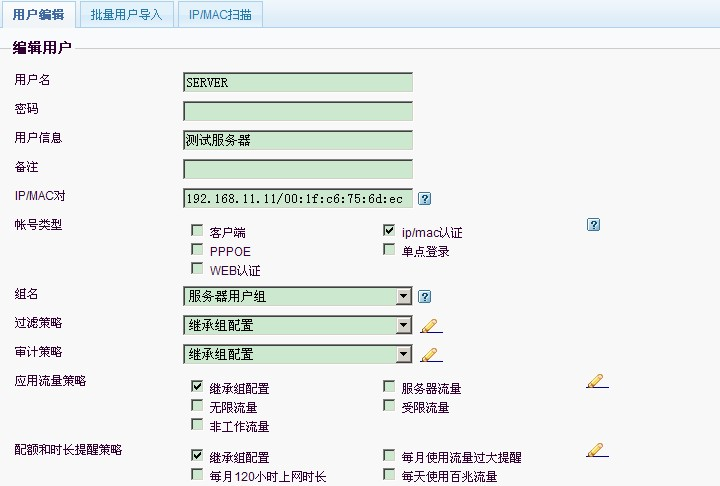 用户编辑 批量用户导入 IP/MAC扫描
编辑用户
用户名 SERVER
密码
用户信息 测试服务器
备注
IP/MAC对 192.168.11.11/00:1f:c6:75:6d:ec ?
帐号类型 ?
客户端 ip/mac认证
PPPOE 单点登录
WEB认证
组名 服务器用户组 ?
过滤策略 继承组配置
审计策略 继承组配置
应用流量策略
继承组配置 服务器流量
无限流量 受限流量
非工作流量
配额和时长提醒策略
继承组配置 每月使用流量过大提醒
每月120小时上网时长 每天使用百兆流量